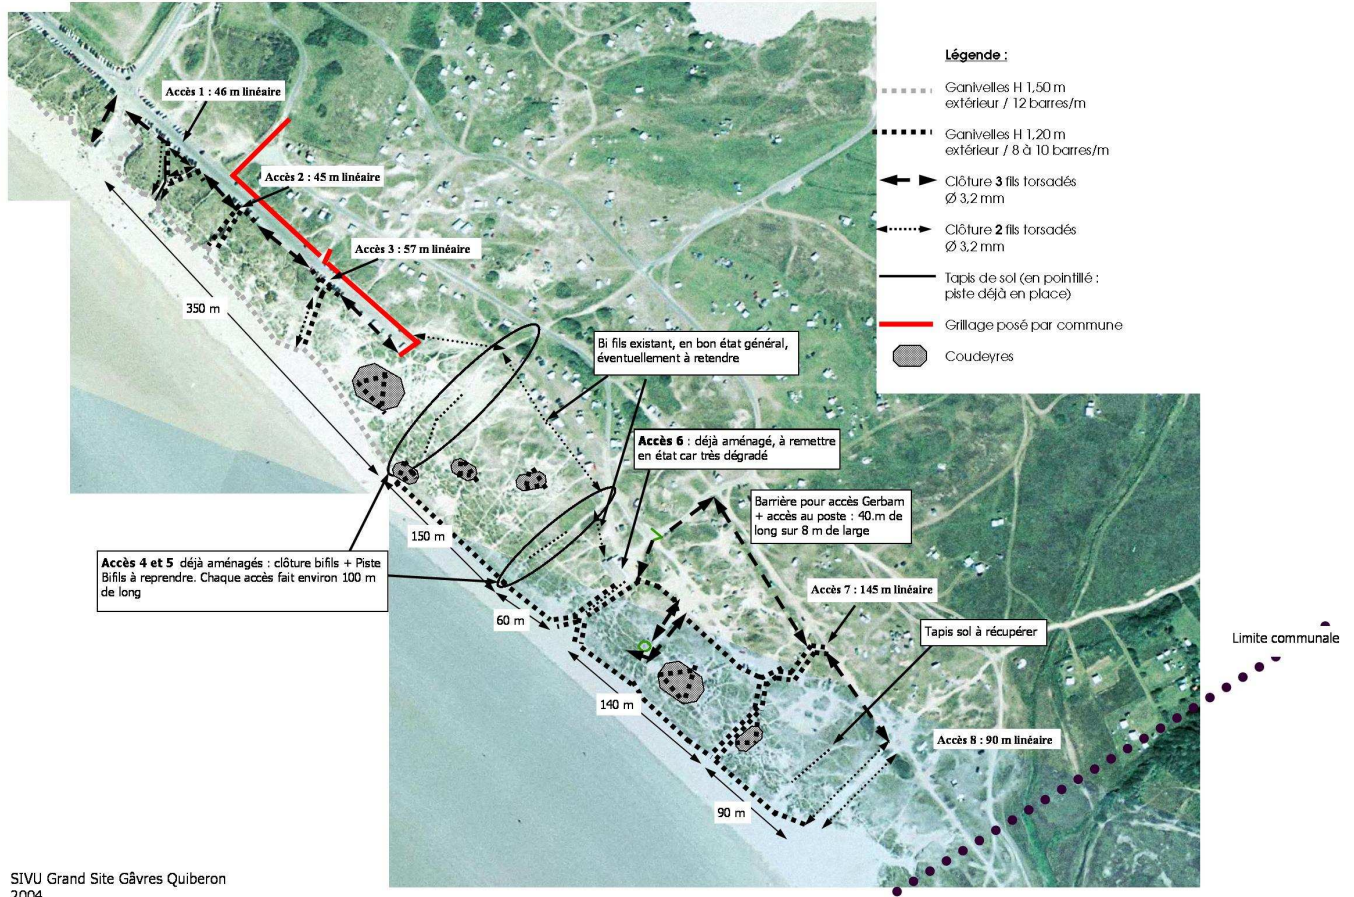 Légende :
Ganivelles H 1,50 m
extérieur / 12 barres/m
Ganivelles H 1,20 m
extérieur / 8 à 10 barres/m
Clôture 3 fils torsadés
Ø 3,2 mm
Clôture 2 fils torsadés
Ø 3,2 mm
Tapis de sol (en pointillé :
piste déjà en place)
Grillage posé par commune
Coudeyres
Accès 1 : 46 m linéaire
Accès 2 : 45 m linéaire
Accès 3 : 57 m linéaire
350 m
Bi fils existant, en bon état général,
éventuellement à retendre
Accès 6 : déjà aménagé, à remettre
en état car très dégradé
Barrière pour accès Gerbam
+ accès au poste : 40.m de
long sur 8 m de large
150 m
Accès 4 et 5 déjà aménagés : clôture bifils + Piste
Bifils à reprendre. Chaque accès fait environ 100 m
de long
Accès 7 : 145 m linéaire
60 m
Tapis sol à récupérer
Limite communale
140 m
Accès 8 : 90 m linéaire
90 m
SIVU Grand Site Gâvres Quiberon
2004